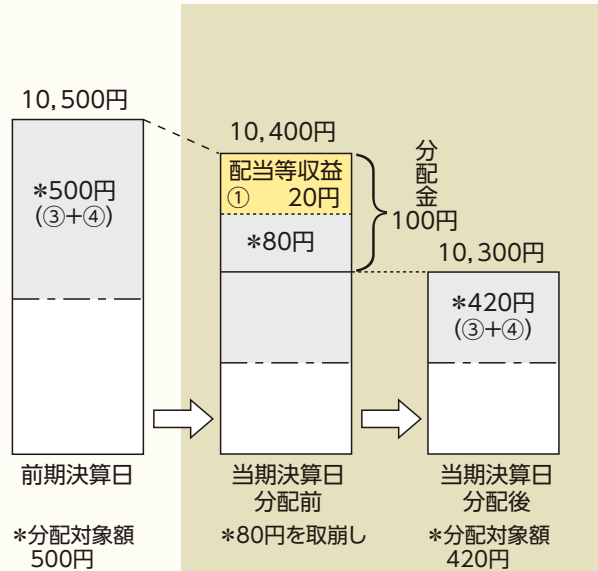 10,500円
*500円
(③+④)
前期決算日
*分配対象額
500円
10,400円
配当等収益
① 20円
*80円
分配金
100円
当期決算日
分配前
*80円を取崩し
10,300円
*420円
(③+④)
当期決算日
分配後
*分配対象額
420円